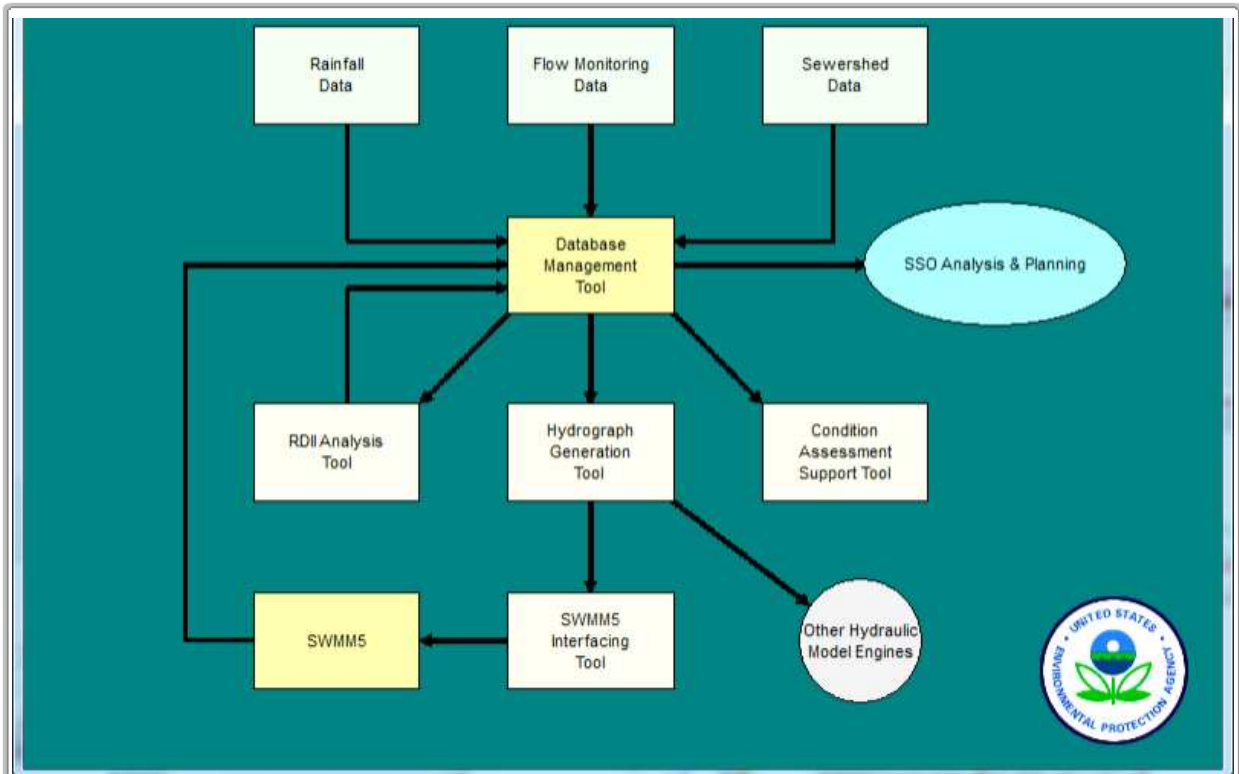 Rainfall
Data
Flow Monitoring
Data
Sewershed
Data
Database
Management
Tool
SSO Analysis & Planning
RDII Analysis
Tool
Hydrograph
Generation
Tool
Condition
Assessment
Support Tool
SWMM5
SWMM5
Interfacing
Tool
Other Hydraulic
Model Engines
UNITED STATES
ENVIRONMENTAL PROTECTION AGENCY